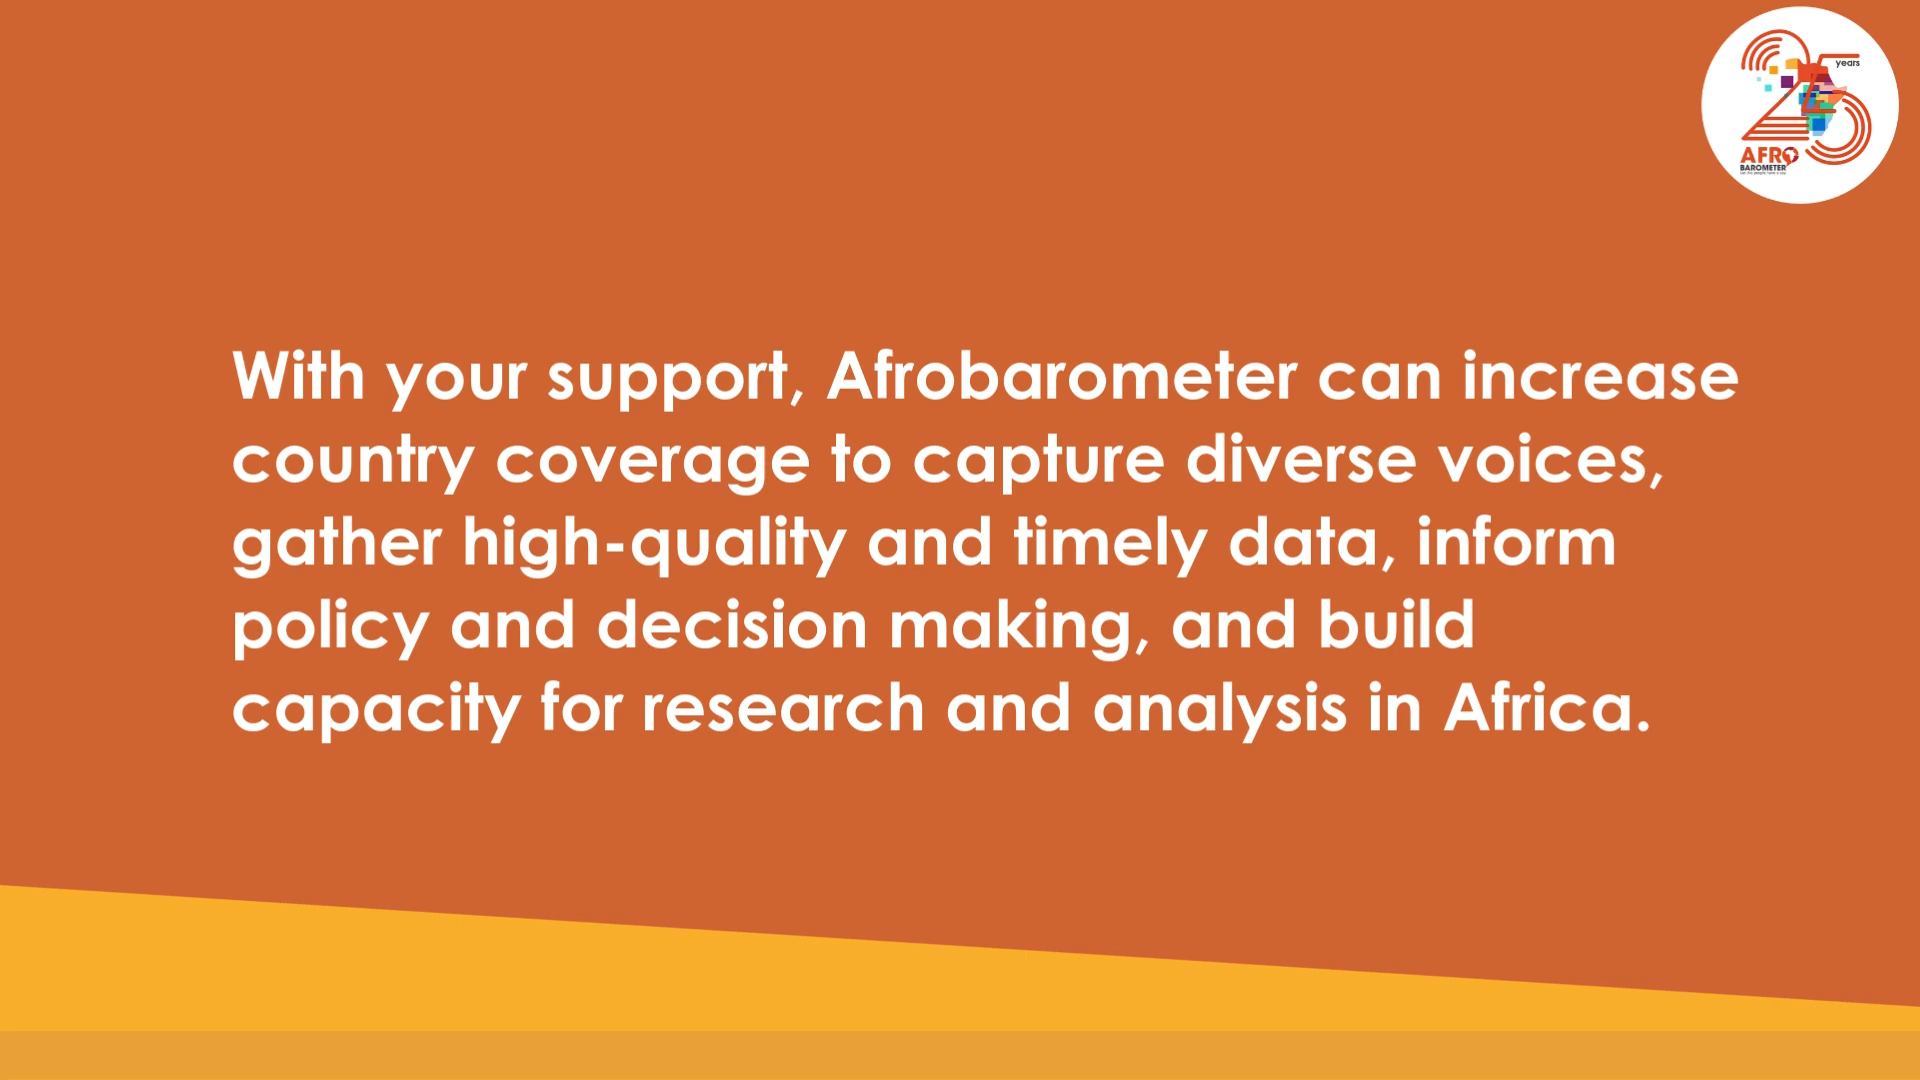 25
years
AFRO
BAROMETER
With your support, Afrobarometer can increase
country coverage to capture diverse voices,
gather high-quality and timely data, inform
policy and decision making, and build
capacity for research and analysis in Africa.